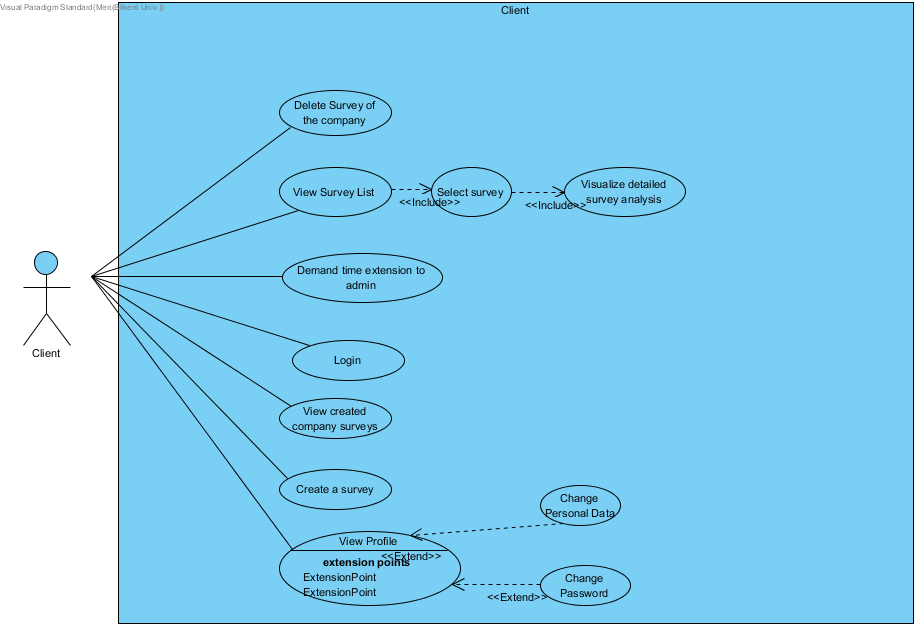 Visual Paradigm Standard(Mert(Bilkent Univ.))
Client
Delete Survey of
the company
View Survey List
Select survey
Visualize detailed
survey analysis
<<Include>>
<<Include>>
Demand time extension to
admin
Client
Login
View created
company surveys
Create a survey
Change
Personal Data
View Profile
<<Extend>>
extension points
ExtensionPoint
ExtensionPoint
Change
Password
<<Extend>>